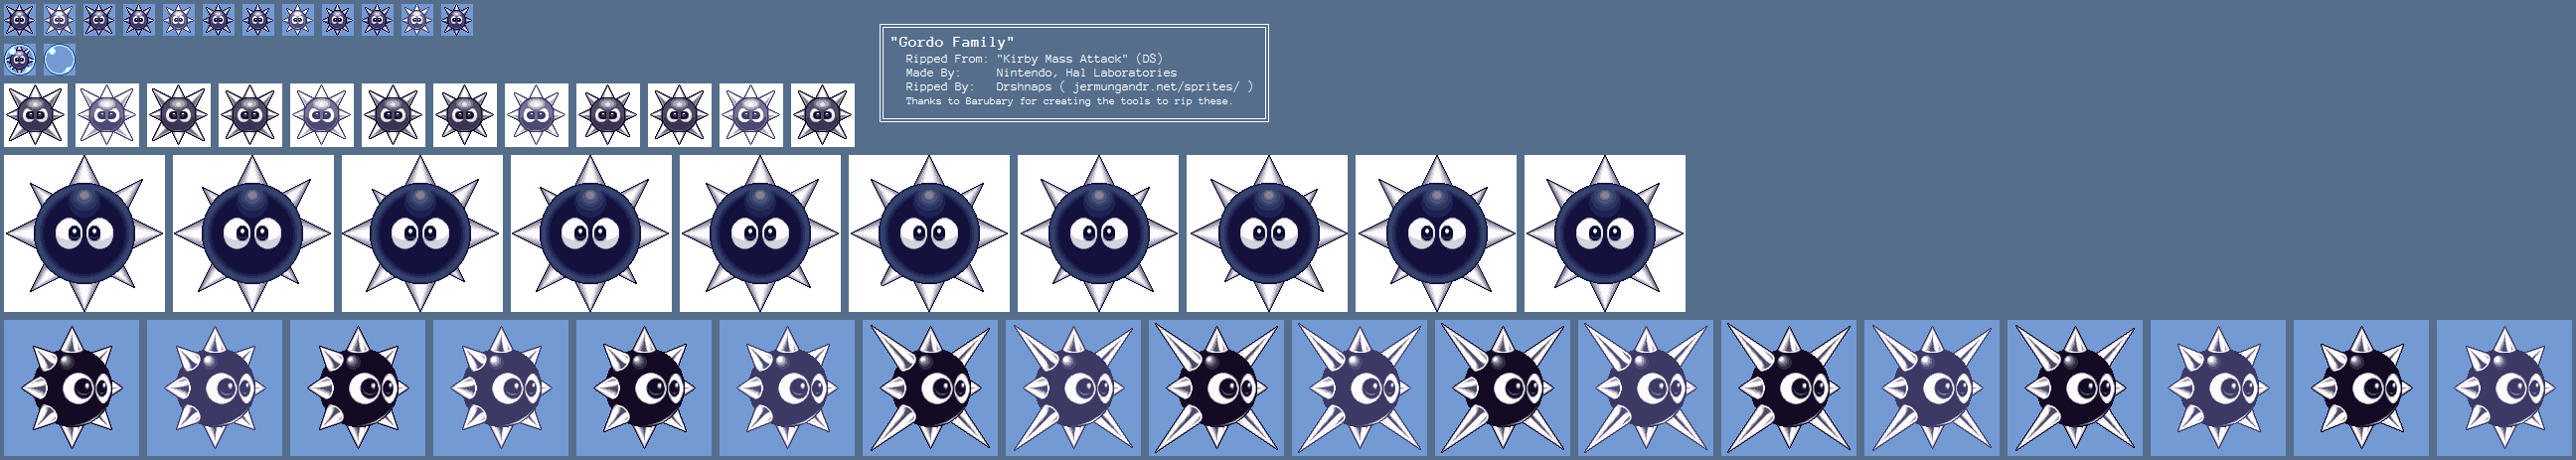 "Gordo Family"
Ripped From: "Kirby Mass Attack" (DS)
Made By: Nintendo, Hal Laboratories
Ripped By: Drshnaps ( jermungandr.net/sprites/ )
Thanks to Barubary for creating the tools to rip these.